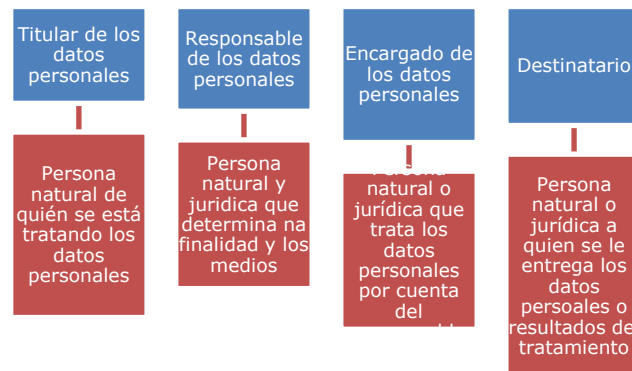 Titular de los
datos
personales
Persona
natural de
quién se está
tratando los
datos
personales
Responsable
de los datos
personales
Persona
natural y
juridica que
determina na
finalidad y los
medios
Encargado de
los datos
personales
Persona
natural o
jurídica que
trata los
datos
personales
por cuenta
del
Destinatario
Persona
natural o
jurídica a
quien se le
entrega los
datos
persoales o
resultados de
tratamiento